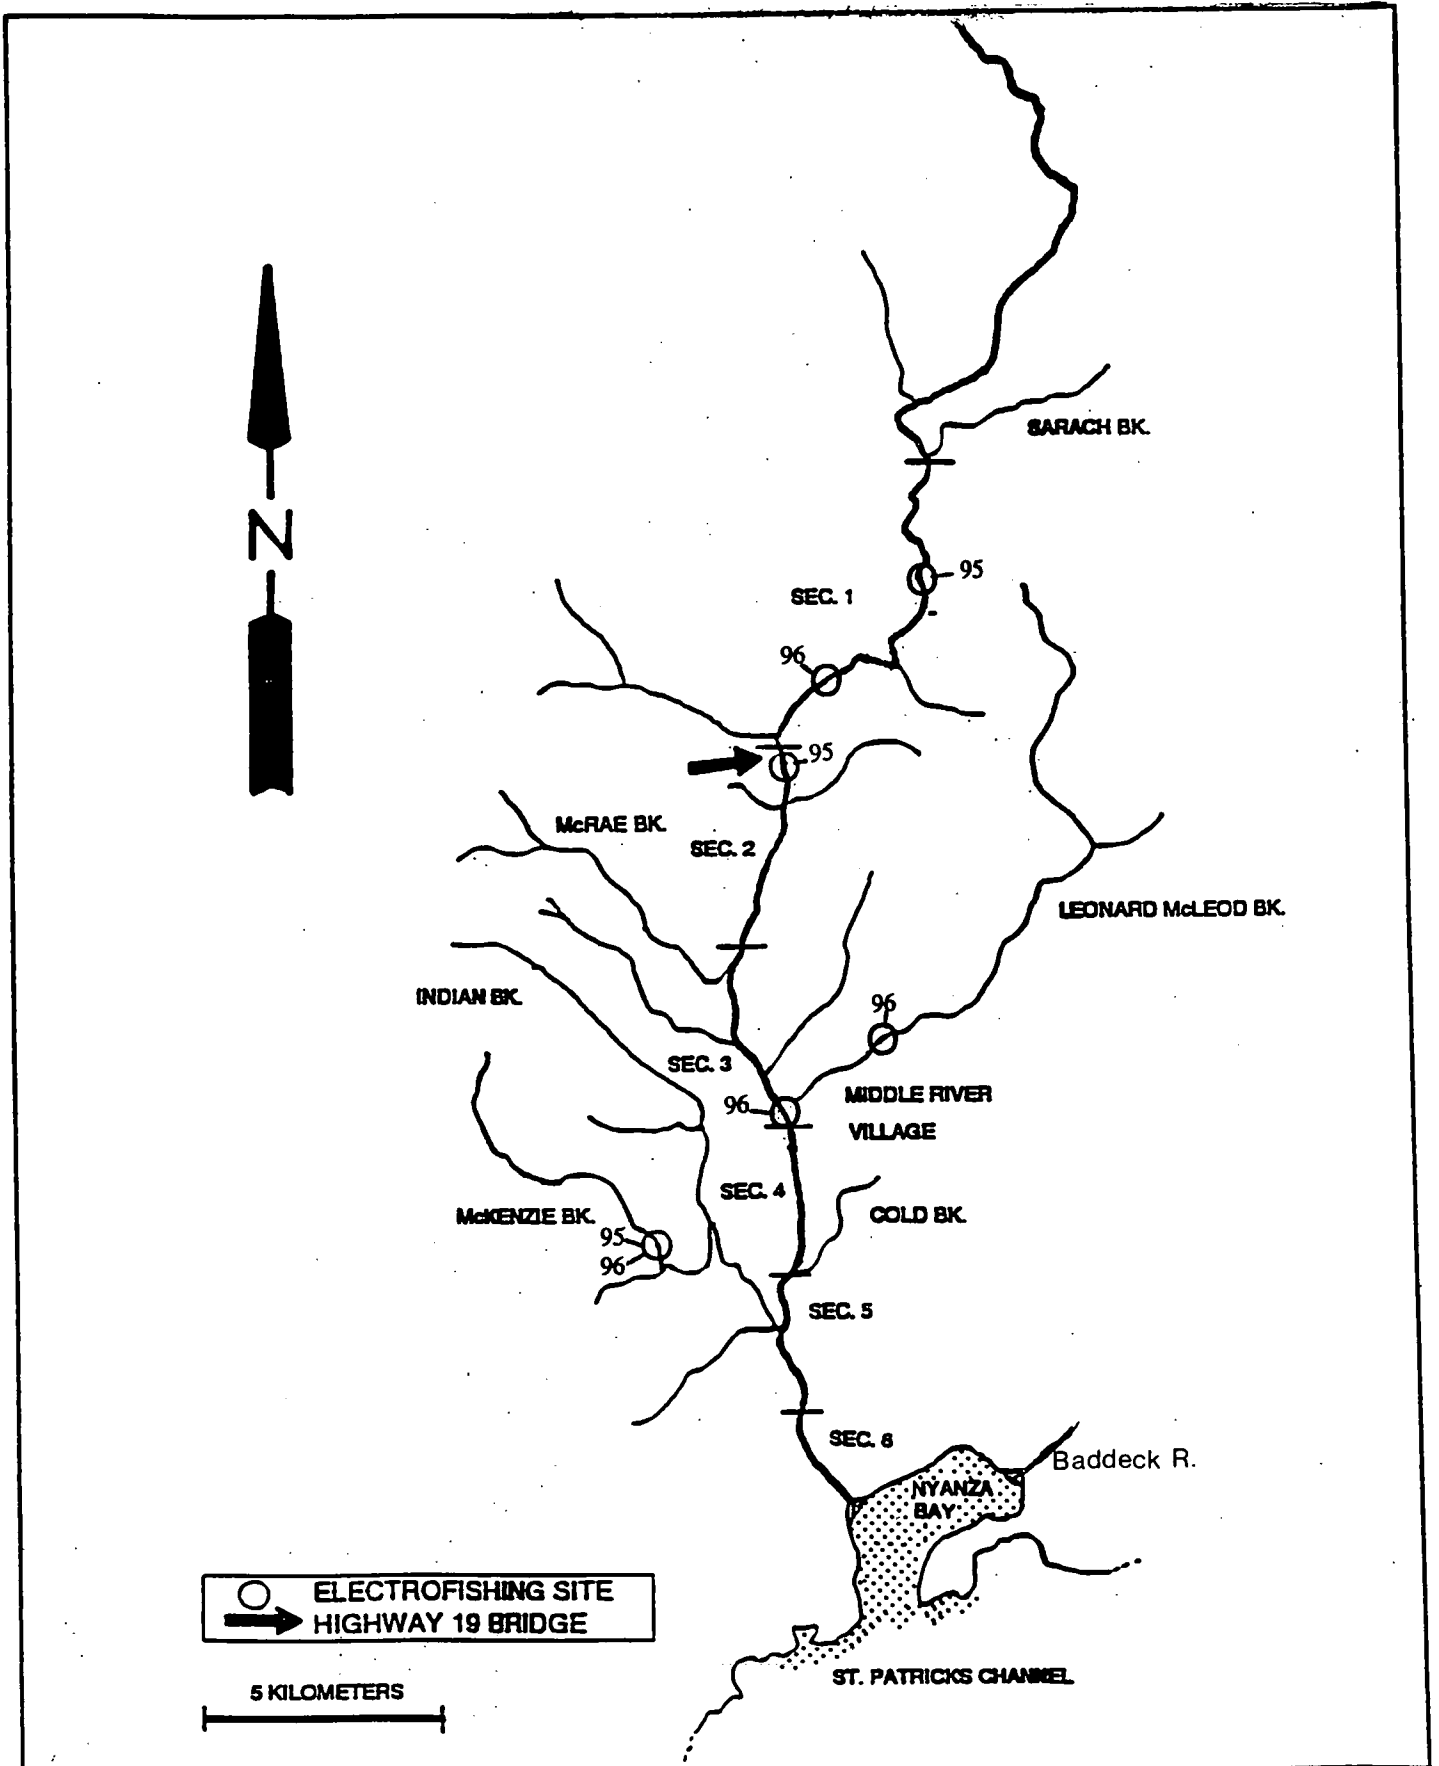 SARACH BK.
N
95
SEC. 1
96
95
McRAE BK.
SEC. 2
LEONARD McLEOD BK.
INDIAN BK.
96
SEC. 3
MIDDLE RIVER
VILLAGE
96
SEC. 4
McKENZIE BK.
COLD BK.
95
96
SEC. 5
SEC. 6
Baddeck R.
NYANZA
BAY
ELECTROFISHING SITE
HIGHWAY 19 BRIDGE
ST. PATRICKS CHANNEL
5 KILOMETERS